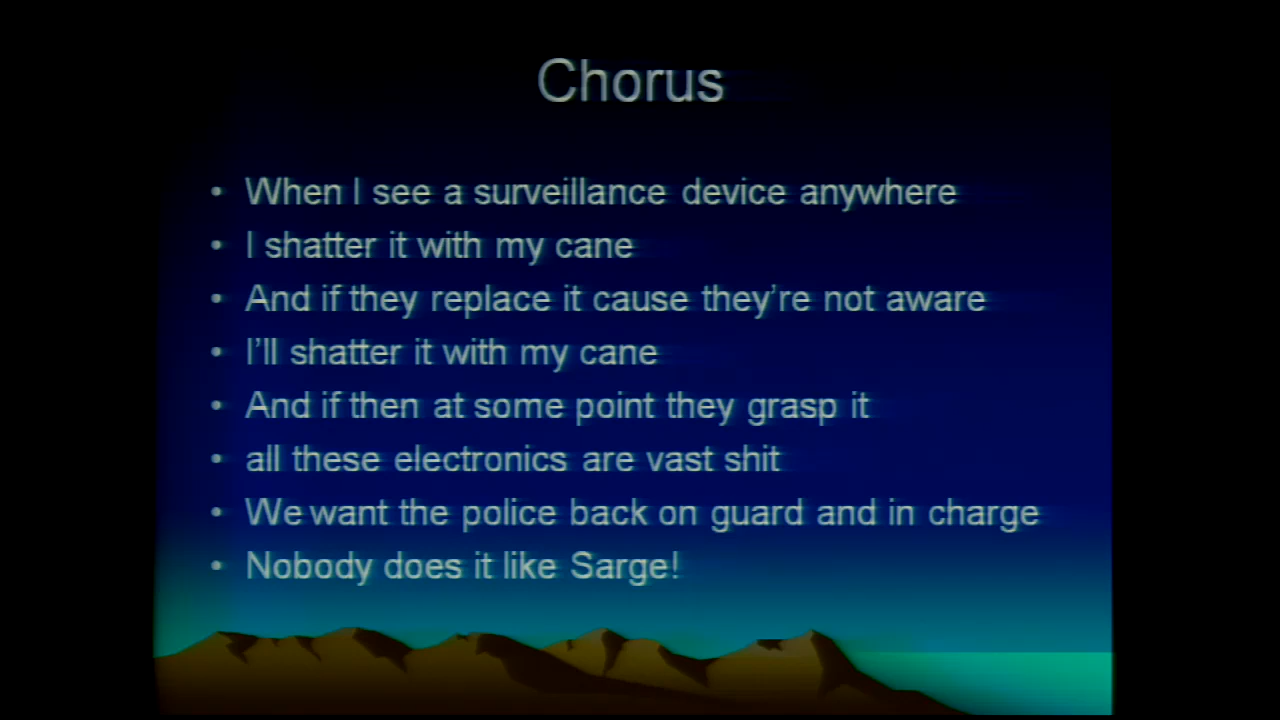 Chorus
• When I see a surveillance device anywhere
• I shatter it with my cane
• And if they replace it cause they're not aware
• I'll shatter it with my cane
• And if then at some point they grasp it
• all these electronics are vast shit
• We want the police back on guard and in charge
• Nobody does it like Sarge!